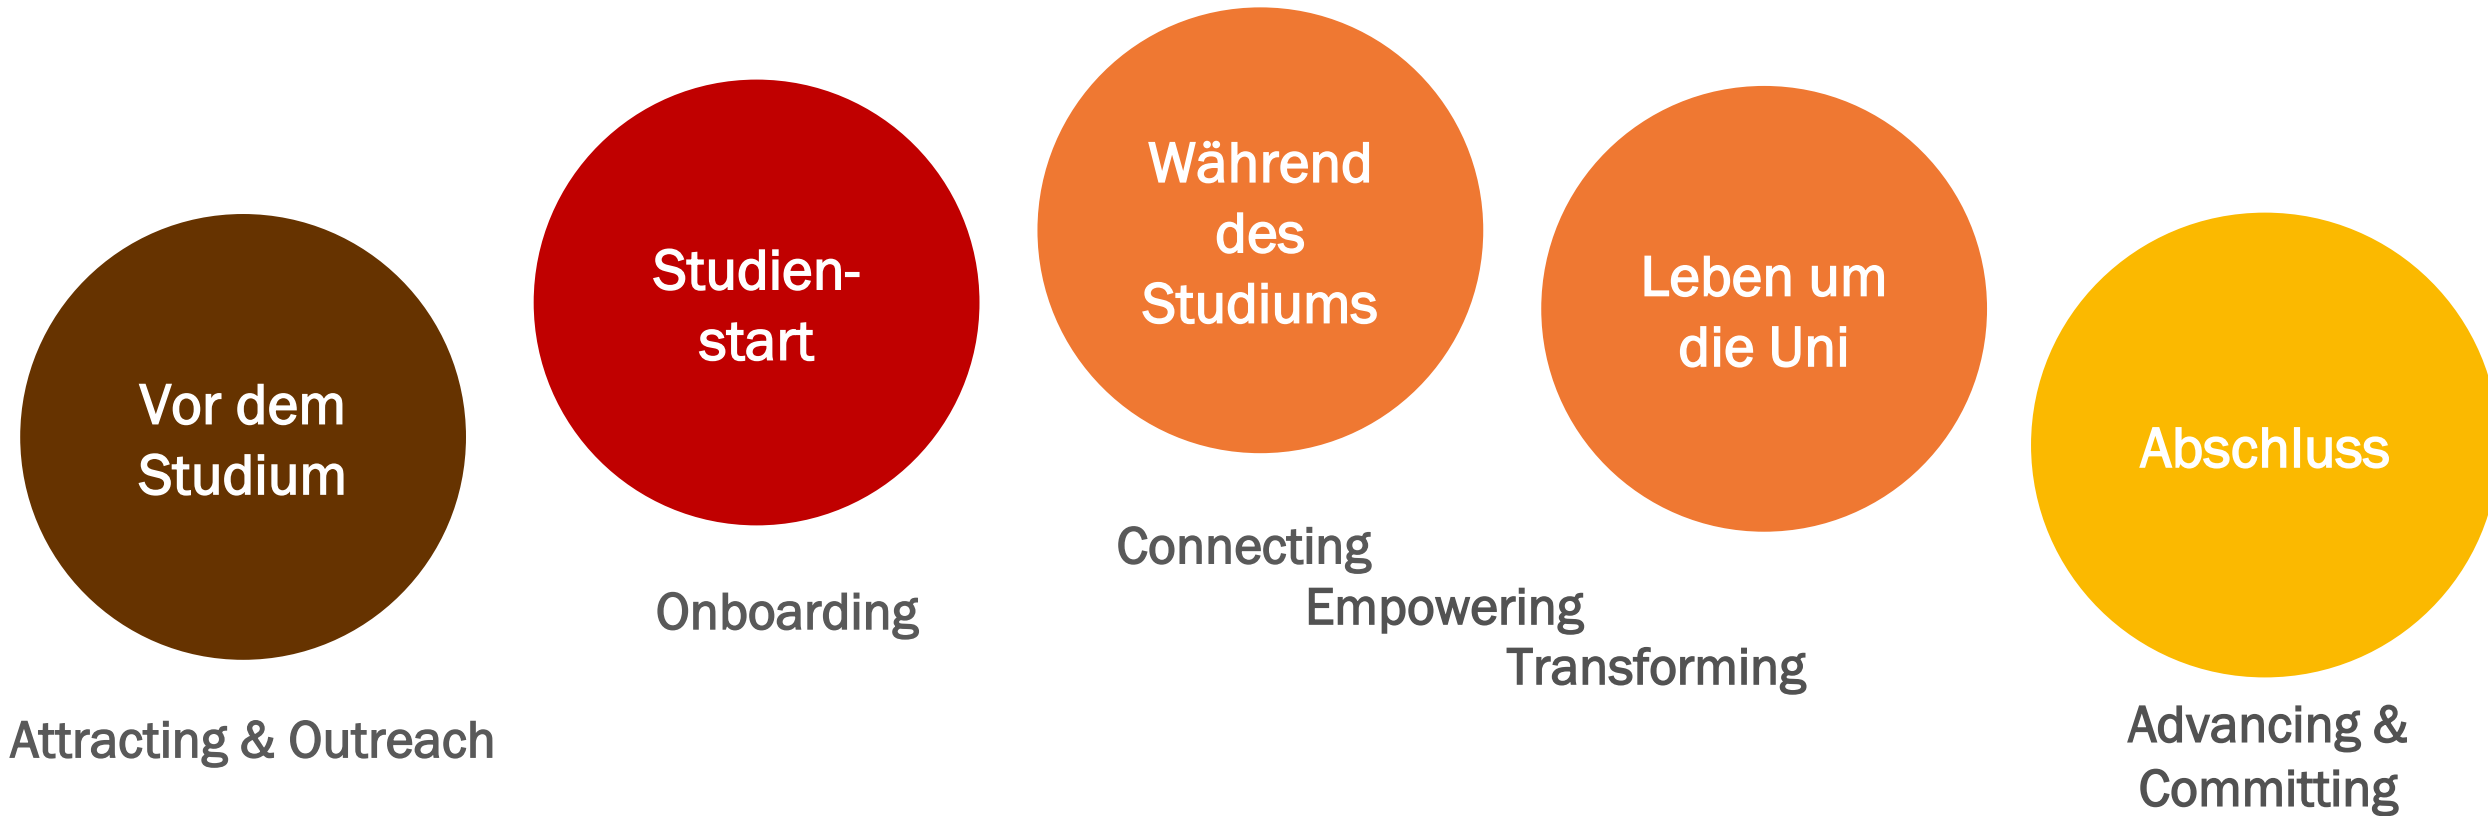 Vor dem
Studium
Attracting & Outreach
Studien-
start
Onboarding
Während
des
Studiums
Leben um
die Uni
Connecting
Empowering
Transforming
Abschluss
Advancing &
Committing